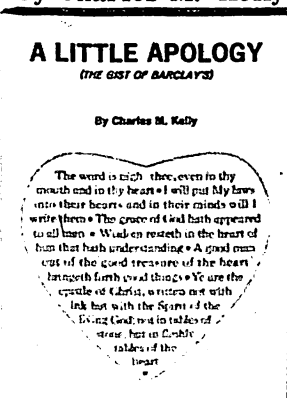 A LITTLE APOLOGY
(THE GIST OF BARCLAY'S)
By Charles M. Kelly
The word is nigh thee, even in thy
mouth and in thy heart • I will put My laws
into their hearts and in their minds will I
write them • The grace of God hath appeared
to all men • Wisdom resteth in the heart of
him that hath understanding • A good man
out of the good treasure of the heart
bringeth forth good things • Ye are the
epistle of Christ, written not with
ink but with the Spirit of the
living God; not in tables of
stone, but in fleshly
tables of the
heart